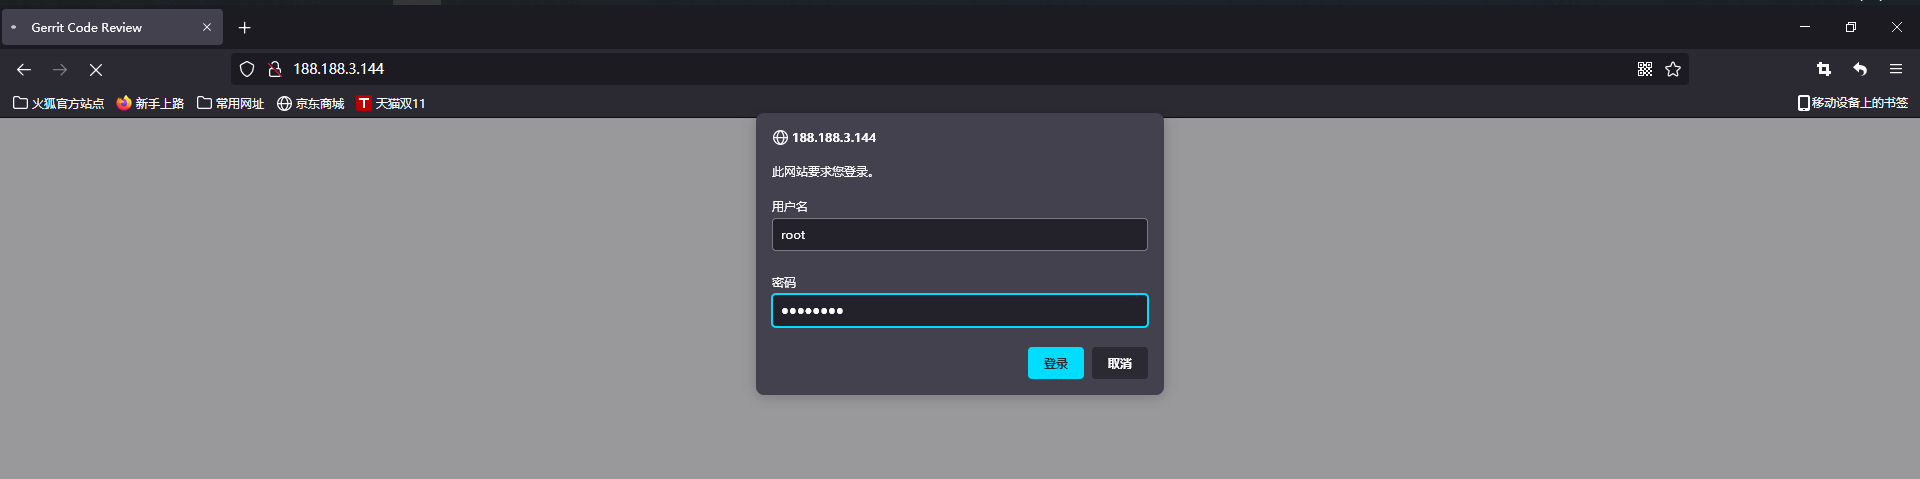 Gerrit Code Review
188.188.3.144
火狐官方站点 新手上路 常用网址 京东商城 T 天猫双11 移动设备上的书签
188.188.3.144
此网站要求您登录。
用户名
root
密码
••••••••
登录 取消